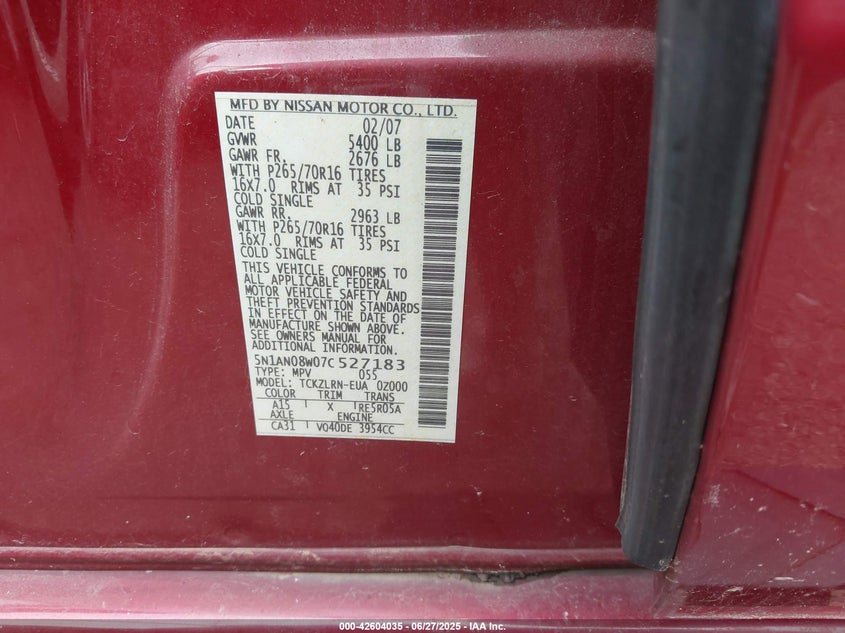 MFD BY NISSAN MOTOR CO., LTD.
DATE 02/07
GVWR 5400 LB
GAWR FR. 2676 LB
WITH P265/70R16 TIRES
16X7.0 RIMS AT 35 PSI
COLD SINGLE
GAWR RR. 2963 LB
WITH P265/70R16 TIRES
16X7.0 RIMS AT 35 PSI
COLD SINGLE
THIS VEHICLE CONFORMS TO
ALL APPLICABLE FEDERAL
MOTOR VEHICLE SAFETY AND
THEFT PREVENTION STANDARDS
IN EFFECT ON THE DATE OF
MANUFACTURE SHOWN ABOVE.
SEE OWNERS MANUAL FOR
ADDITIONAL INFORMATION.
5N1AN08W07C527183
TYPE: MPV 055
MODEL: TCKZLRN-EUA 0Z000
COLOR TRIM TRANS
A15 X RE5R05A
AXLE ENGINE
CA31 VQ40DE 3954CC
000-42604035 - 06/27/2025 - IAA Inc.